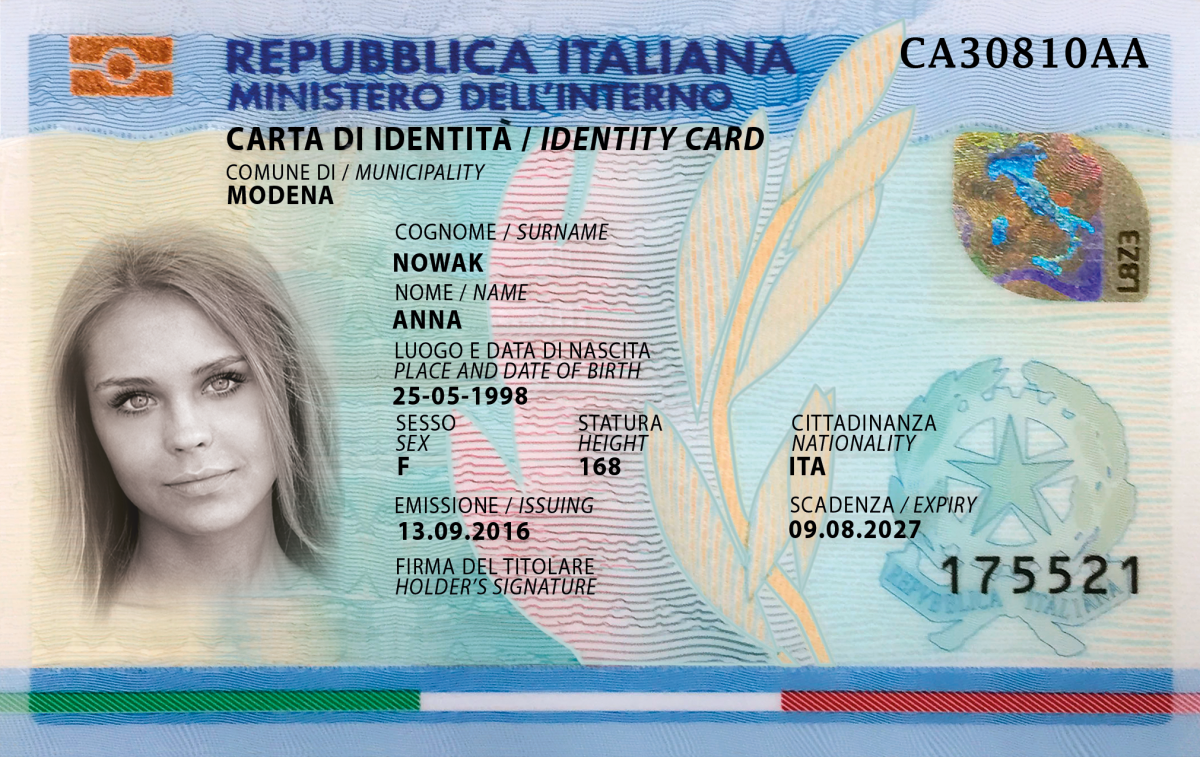 REPUBBLICA ITALIANA
CA30810AA
MINISTERO DELL'INTERNO
CARTA DI IDENTITÀ / IDENTITY CARD
COMUNE DI / MUNICIPALITY
MODENA
L8Z3
COGNOME / SURNAME
NOWAK
NOME / NAME
ANNA
LUOGO E DATA DI NASCITA
PLACE AND DATE OF BIRTH
25-05-1998
SESSO STATURA CITTADINANZA
SEX HEIGHT NATIONALITY
F 168 ITA
EMISSIONE / ISSUING SCADENZA / EXPIRY
13.09.2016 09.08.2027
FIRMA DEL TITOLARE
HOLDER'S SIGNATURE
175521
REPVBBLICA ITALIANA